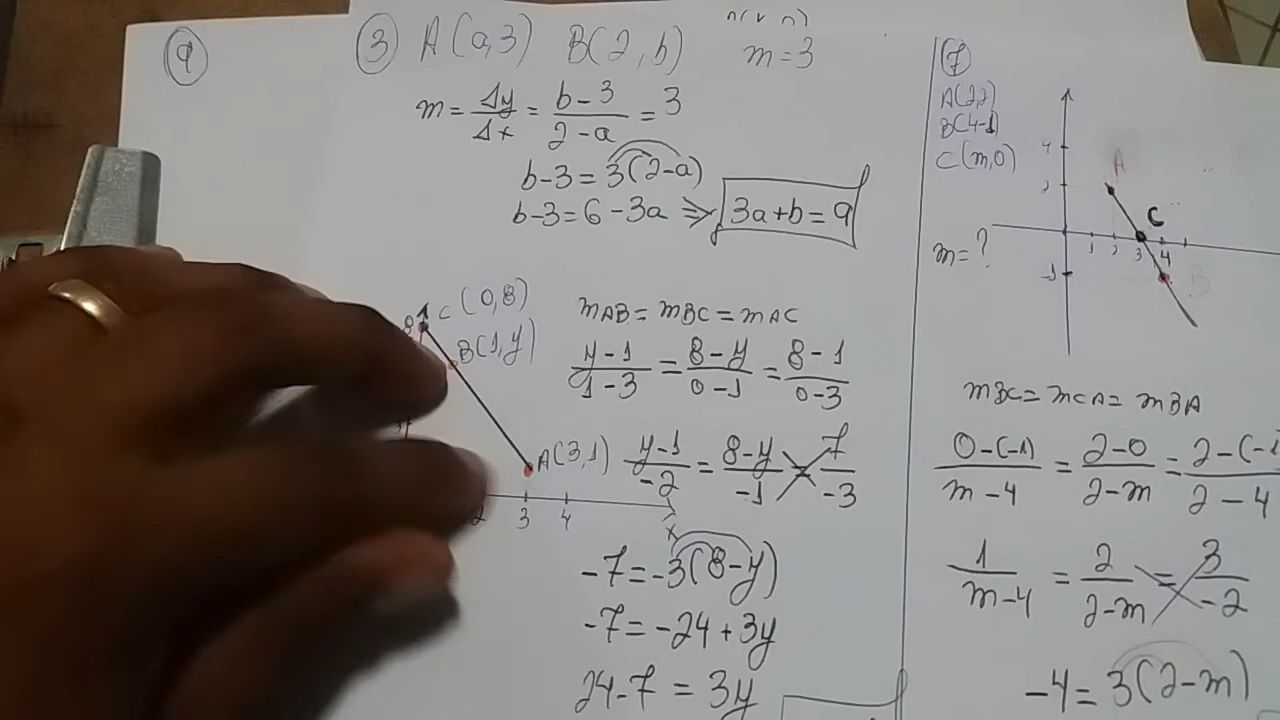 9
3 A(a,3) B(2,b) m=3
m = Δy/Δx = b-3/2-a = 3
b-3=3(2-a)
b-3=6-3a ⇒ 3a+b=9
8 C(0,8)
B(1,y)
A(3,1)
2 3 4
x
mAB = mBC = mAC
y-1/1-3 = 8-y/0-1 = 8-1/0-3
y-1/-2 = 8-y/-1 = 7/-3
-7=-3(8-y)
-7=-24+3y
24-7=3y
7
A(2,2)
B(4-1)
C(m,0)
m=?
4
2
-1
A
C
B
1 2 3 4
mBC = mCA = mBA
0-(-1)/m-4 = 2-0/2-m = 2-(-1/2-4
1/m-4 = 2/2-m = 3/-2
-4=3(2-m)